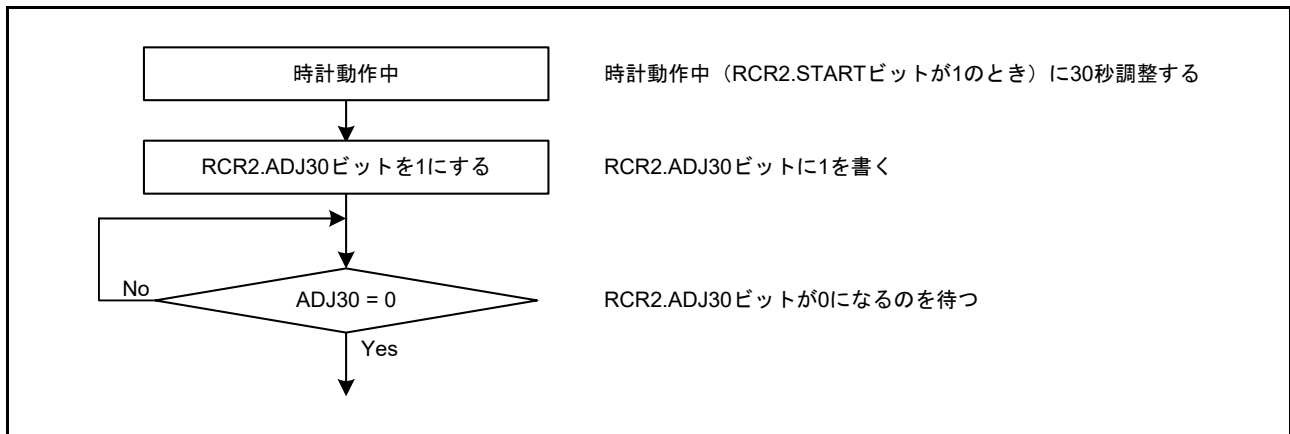 時計動作中
時計動作中（RCR2.STARTビットが1のとき）に30秒調整する
RCR2.ADJ30ビットを1にする
RCR2.ADJ30ビットに1を書く
No
ADJ30 = 0
RCR2.ADJ30ビットが0になるのを待つ
Yes